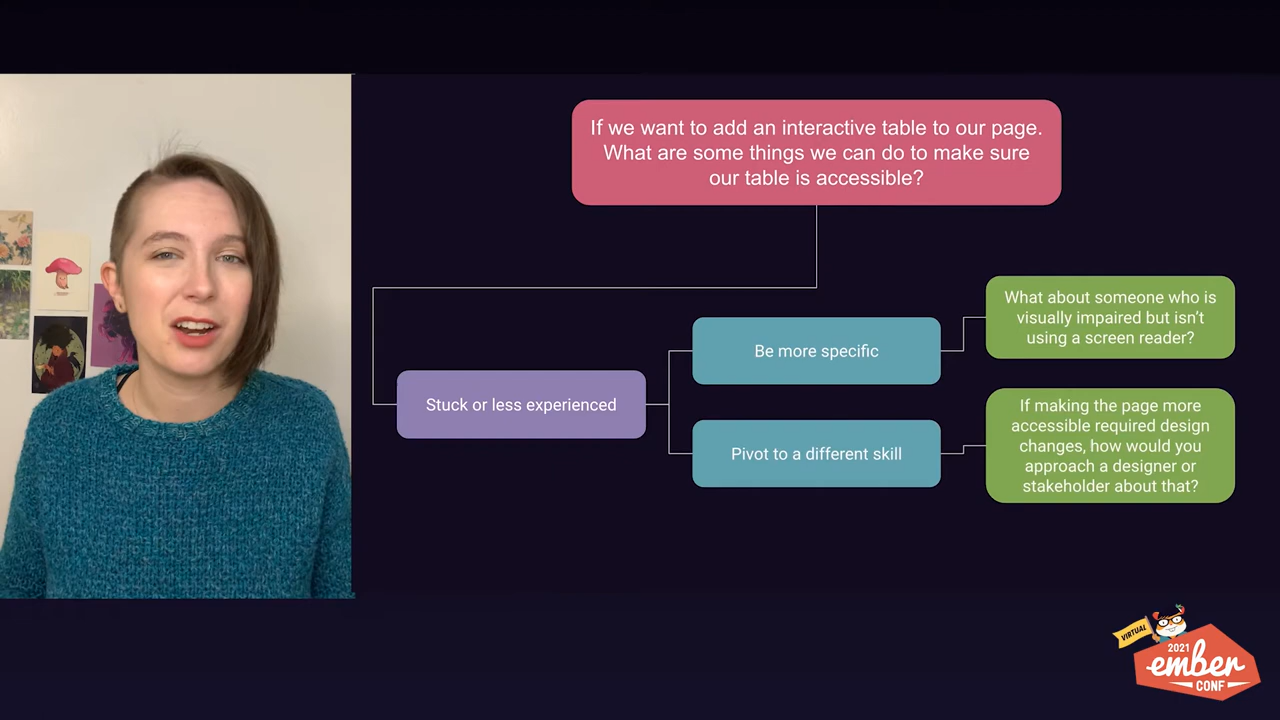 If we want to add an interactive table to our page.
What are some things we can do to make sure
our table is accessible?
What about someone who is
visually impaired but isn't
using a screen reader?
Be more specific
Stuck or less experienced
If making the page more
accessible required design
changes, how would you
approach a designer or
stakeholder about that?
Pivot to a different skill
VIRTUAL
2021
ember
CONF